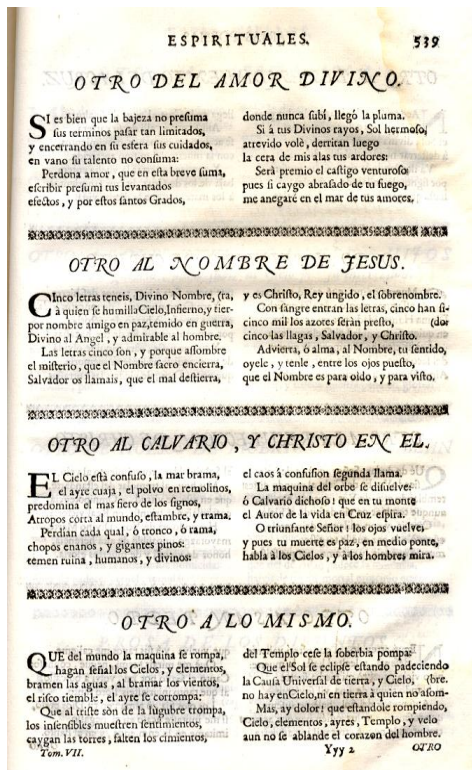 ESPIRITUALES. 539
OTRO DEL AMOR DIVINO.
SI es bien que la bajeza no presuma
sus terminos pasar tan limitados,
y encerrando en su esfera sus cuidados,
en vano su talento no consuma:
Perdona amor, que en esta breve suma,
escribir presumì tus levantados
efectos, y por estos santos Grados,
donde nunca subí, llegó la pluma.
Si á tus Divinos rayos, Sol hermoso,
atrevido volè, derritan luego
la cera de mis alas tus ardores:
Serà premio el castigo venturoso
pues si caygo abrasado de tu fuego,
me anegaré en el mar de tus amores.
OTRO AL NOMBRE DE JESUS.
CInco letras teneis, Divino Nombre, (ra,
à quien se humilla Cielo, Infierno, y tier-
por nombre amigo en paz, temido en guerra,
Divino al Angel, y admirable al hombre.
Las letras cinco son, y porque assombre
el misterio, que el Nombre sacro encierra,
Salvador os llamais, que el mal destierra,
y es Christo, Rey ungido, el sobrenombre.
Con sangre entran las letras, cinco han si-
cinco mil los azotes seràn presto, (do:
cinco las llagas, Salvador, y Christo.
Advierta, ó alma, al Nombre, tu sentido,
oyele, y tenle, entre los ojos puesto,
que el Nombre es para oìdo, y para visto.
OTRO AL CALVARIO, Y CHRISTO EN EL.
EL Cielo està confuso, la mar brama,
el ayre cuaja, el polvo en remolinos,
predomina el mas fiero de los signos,
Atropos corta al mundo, estambre, y trama.
Perdian cada qual, ó tronco, ò rama,
chopos enanos, y gigantes pinos:
temen ruina, humanos, y divinos:
el caos á confusion segunda llama.
La maquina del orbe se disuelve:
ó Calvario dichoso! que en tu monte
el Autor de la vida en Cruz espira.
O triunfante Señor! los ojos vuelve,
y pues tu muerte es paz, en medio ponte,
habla à los Cielos, y à los hombres mira.
OTRO A LO MISMO.
QUE del mundo la maquina se rompa,
hagan señal los Cielos, y elementos,
bramen las aguas, al bramar los vientos,
el risco tiemble, el ayre se corrompa:
Que al triste son de la lugubre trompa,
los insensibles muestren sentimientos,
caygan las torres, falten los cimientos,
del Templo cese la soberbia pompa:
Que el Sol se eclipse estando padeciendo
la Causa Universal de tierra, y Cielo, (bre.
no hay en Cielo, ni en tierra à quien no asom-
Mas, ay dolor! que estandole rompiendo,
Cielo, elementos, ayres, Templo, y velo
aun no se ablande el corazon del hombre.
Tom. VII. Yyy 2 OTRO